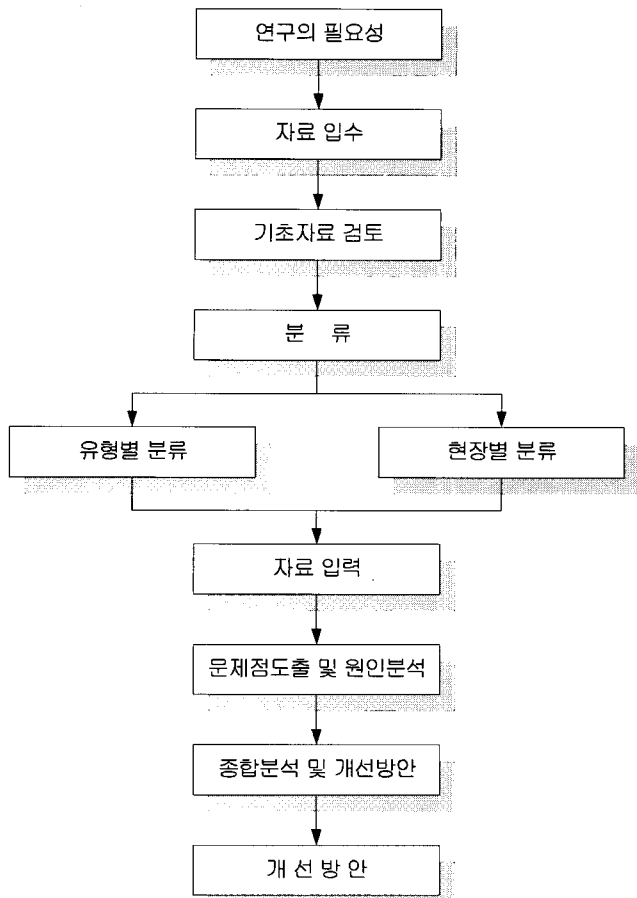 연구의 필요성
자료 입수
기초자료 검토
분 류
유형별 분류
현장별 분류
자료 입력
문제점도출 및 원인분석
종합분석 및 개선방안
개 선 방 안